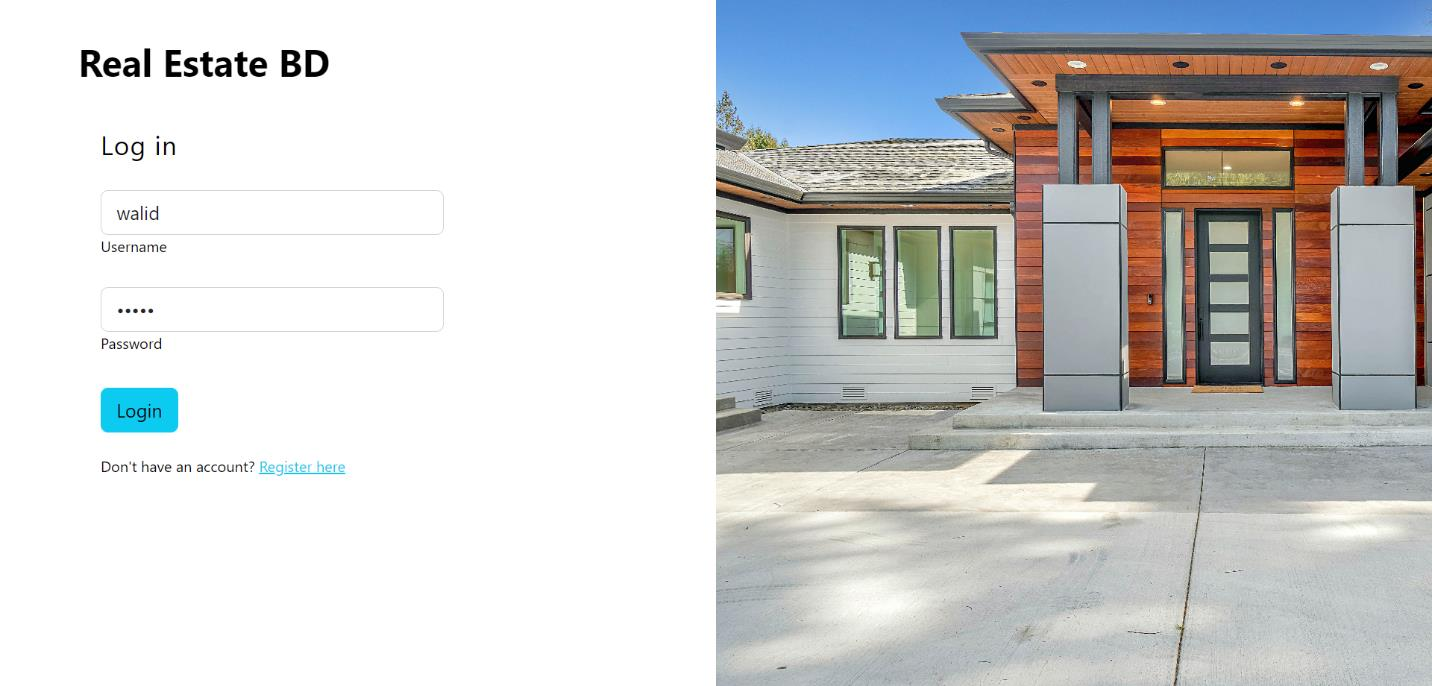 Real Estate BD
Log in
walid
Username
•••••
Password
Login
Don't have an account? Register here